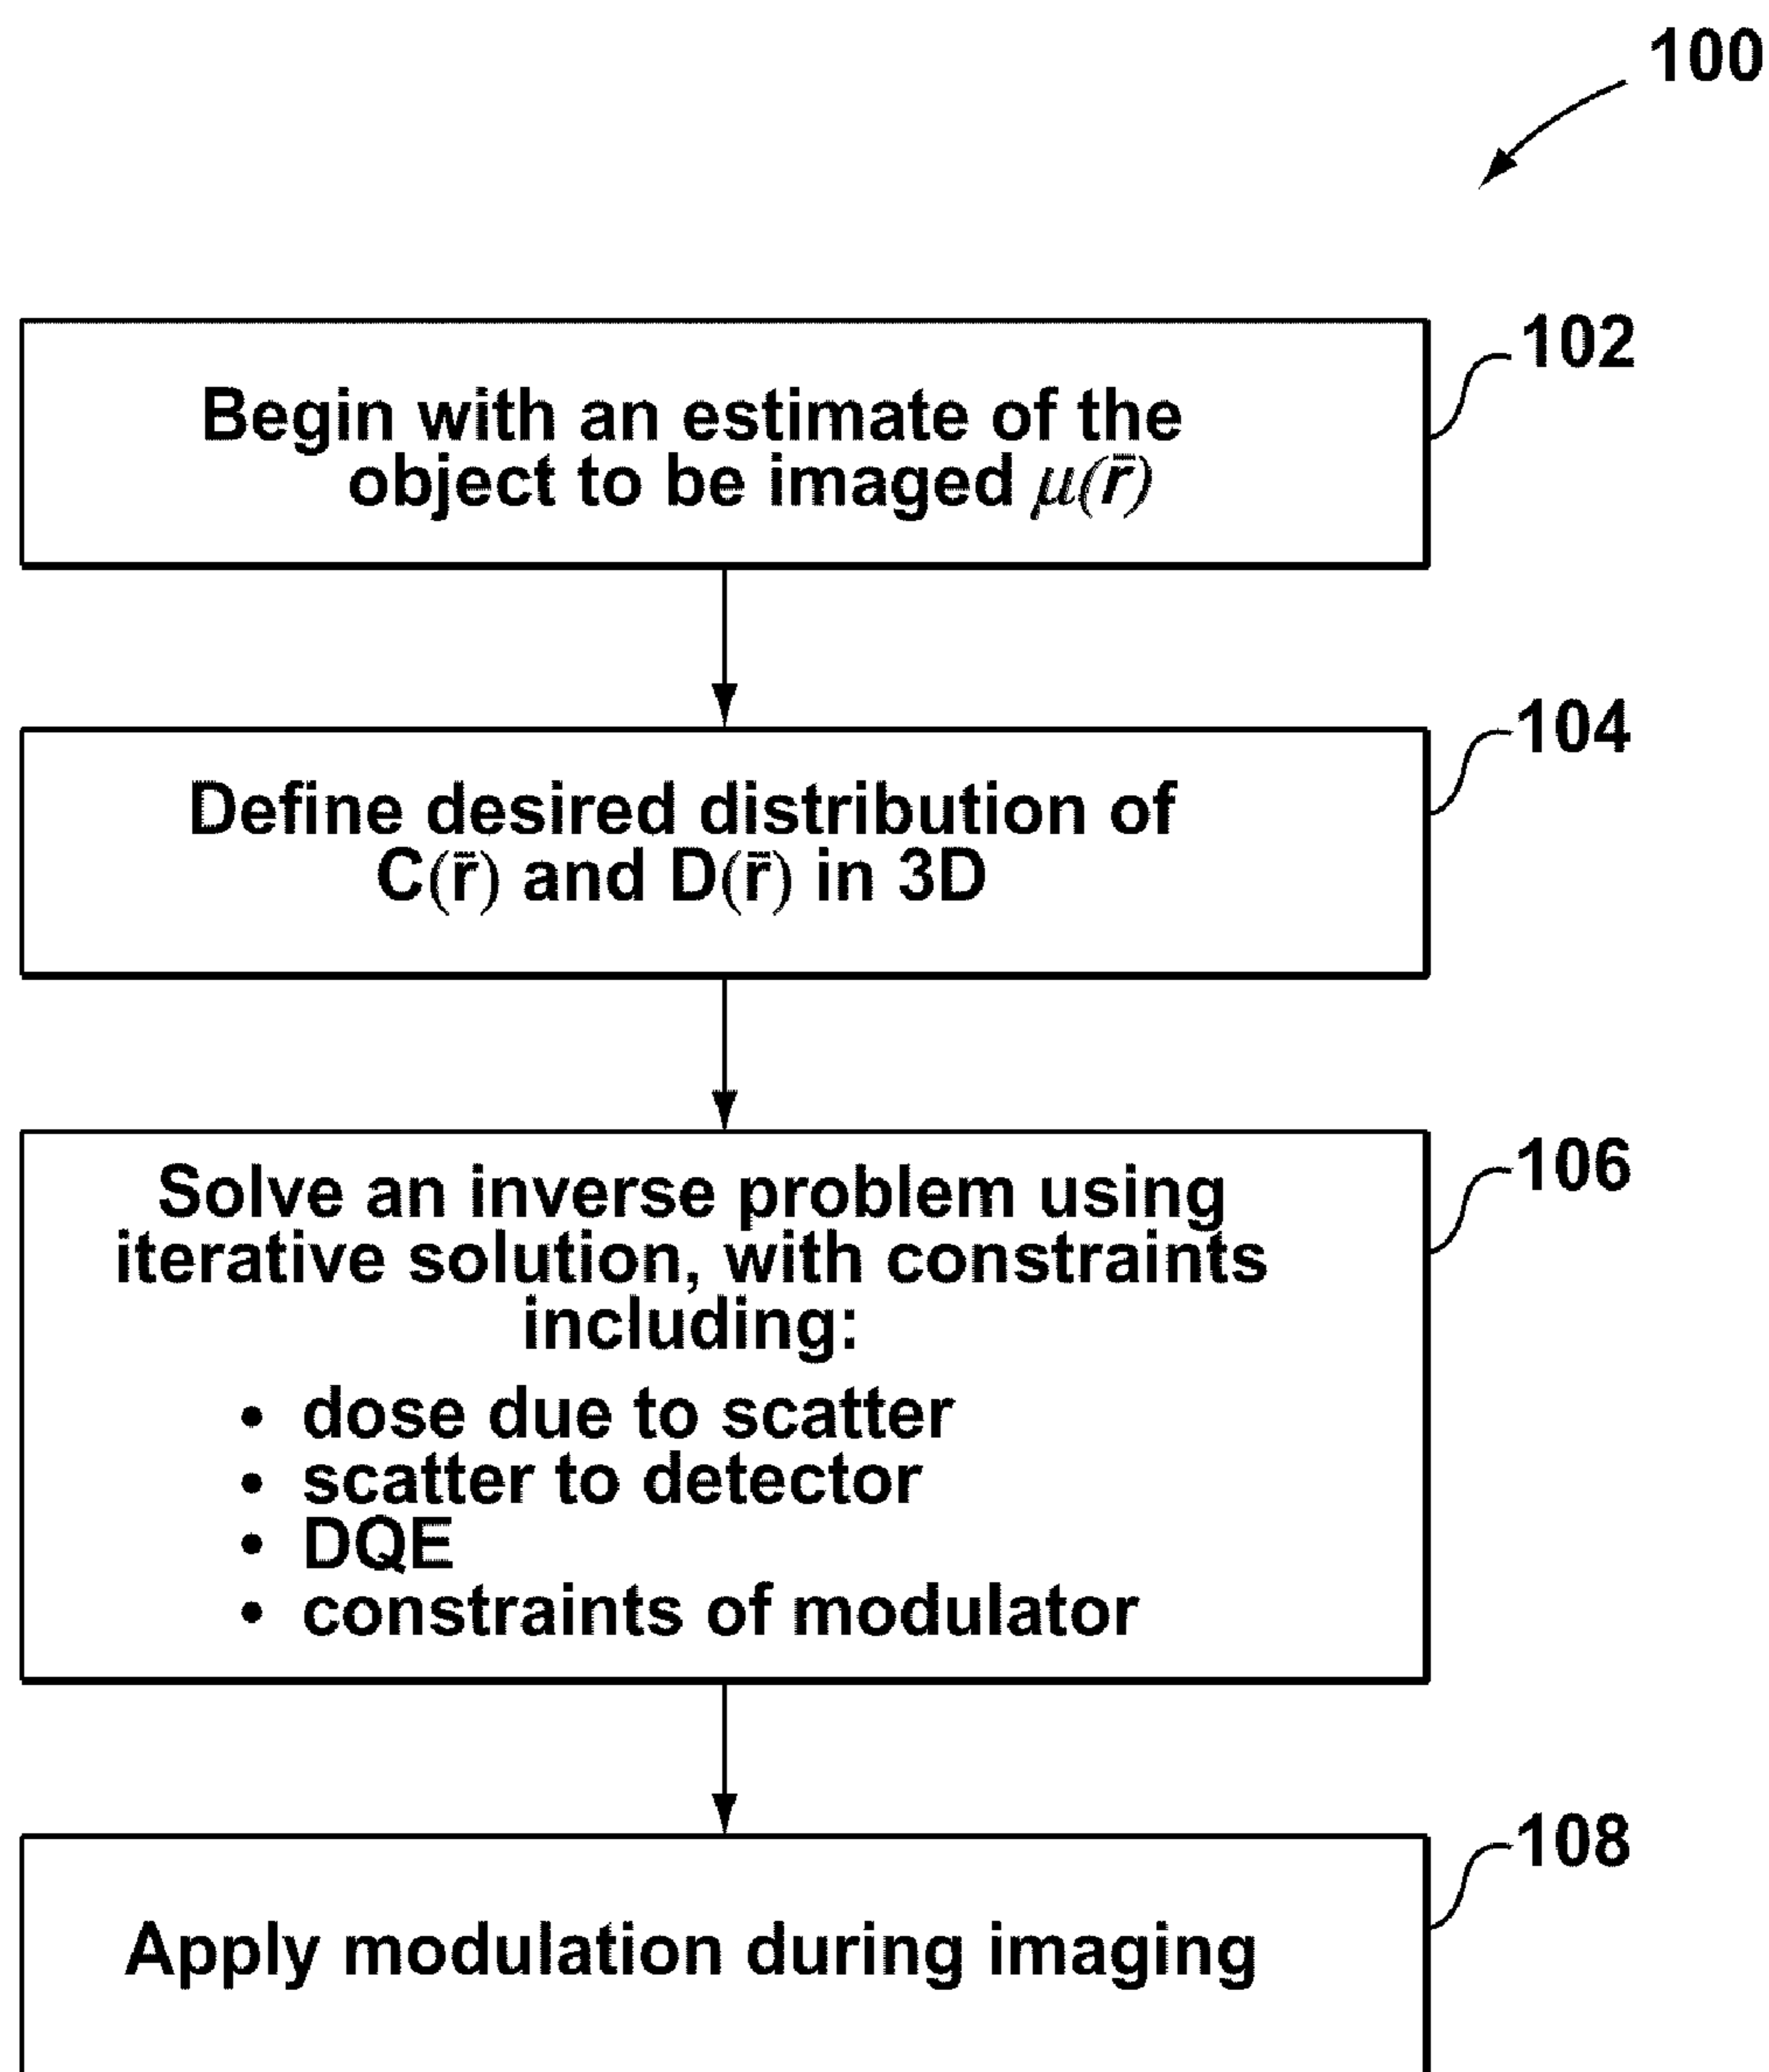 100
102
Begin with an estimate of the
object to be imaged μ(r̄)
104
Define desired distribution of
C(r̄) and D(r̄) in 3D
106
Solve an inverse problem using
iterative solution, with constraints
including:
• dose due to scatter
• scatter to detector
• DQE
• constraints of modulator
108
Apply modulation during imaging